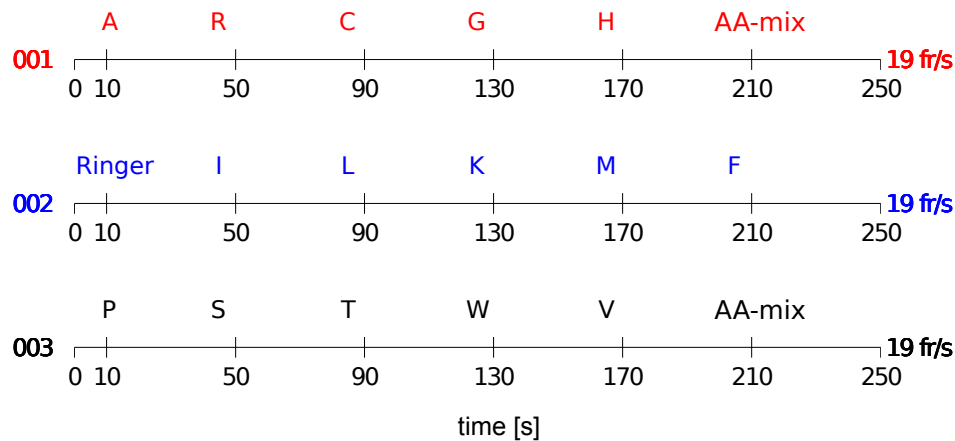 A R C G H AA-mix
001 19 fr/s
0 10 50 90 130 170 210 250
Ringer I L K M F
002 19 fr/s
0 10 50 90 130 170 210 250
P S T W V AA-mix
003 19 fr/s
0 10 50 90 130 170 210 250
time [s]